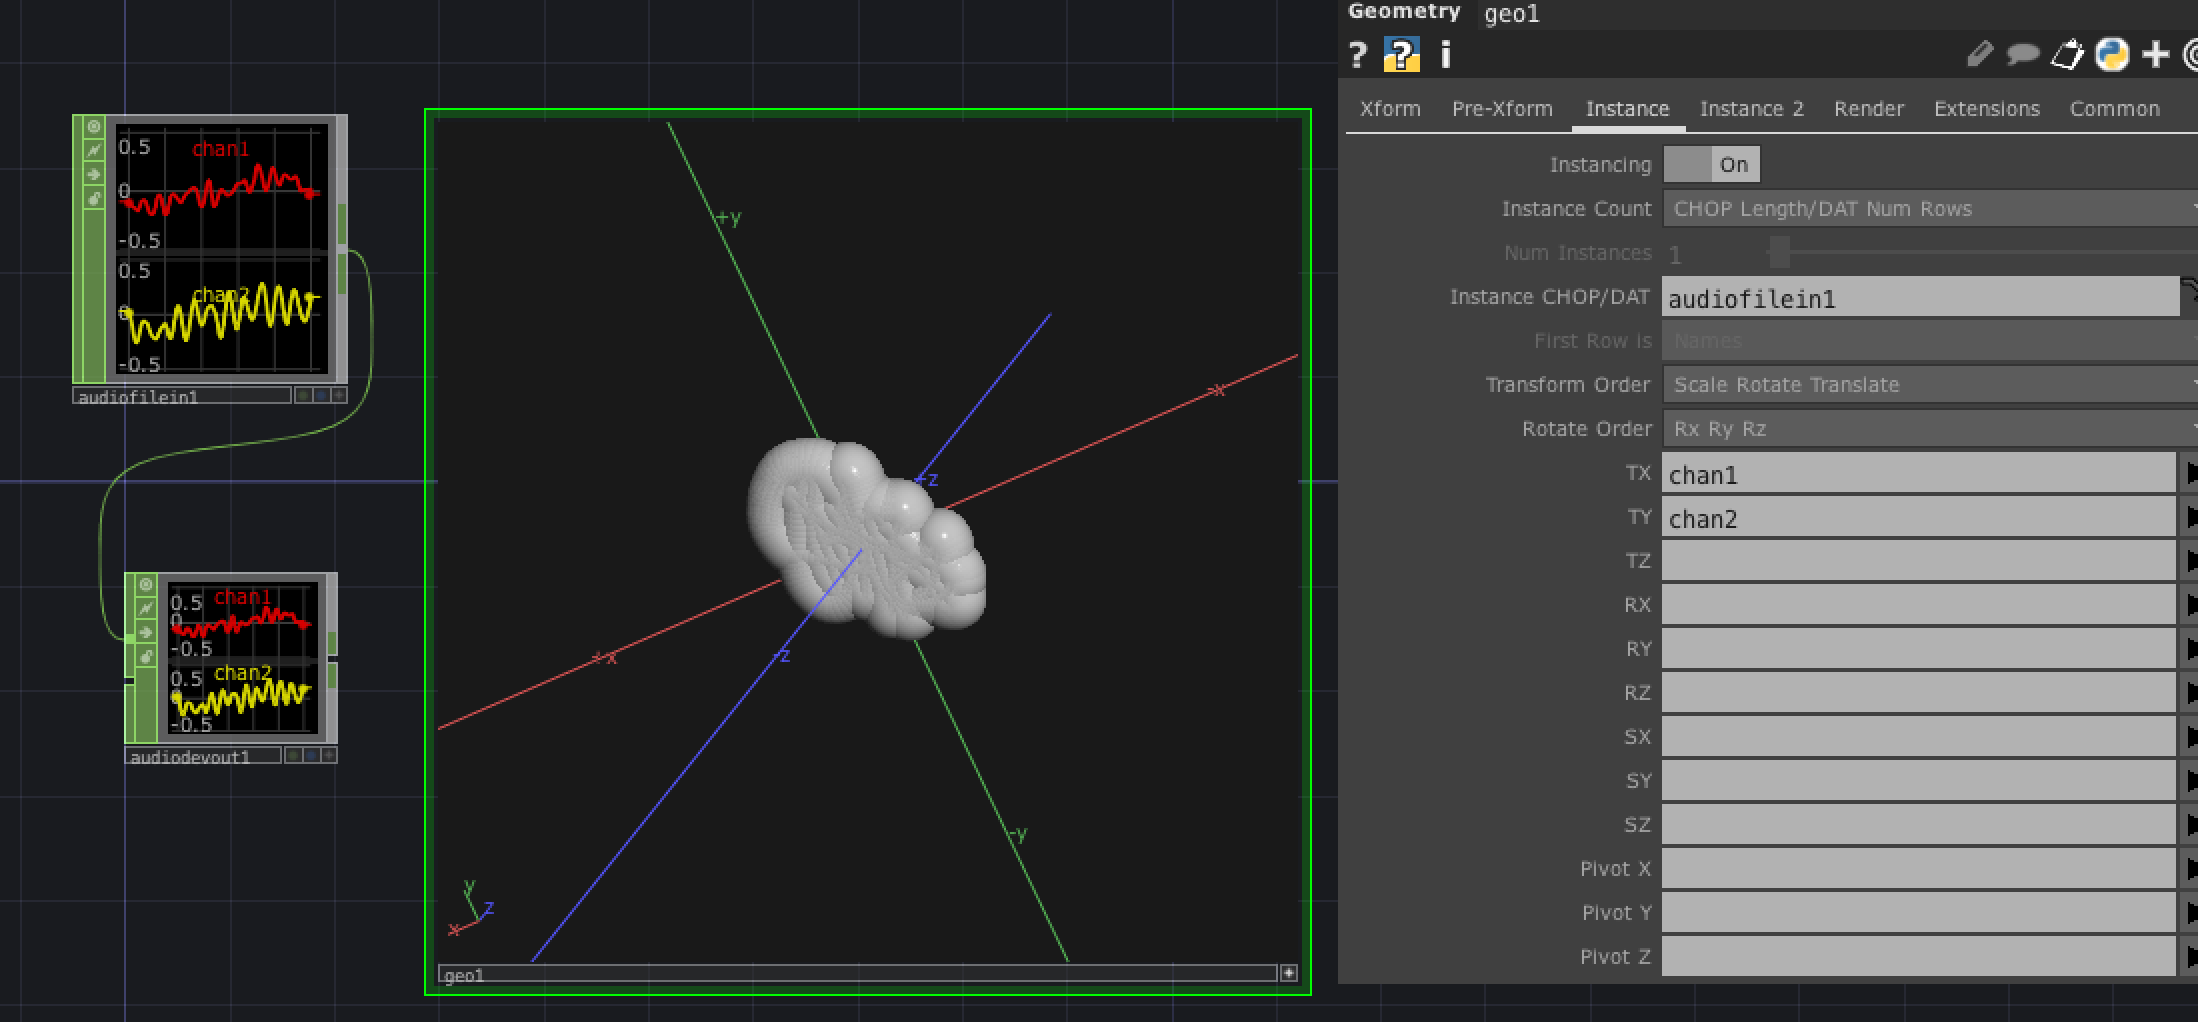 0.5
chan1
0
-0.5
0.5
chan2
0
-0.5
audiofilein1
0.5
chan1
0
-0.5
0.5
chan2
-0.5
audiodevout1
+y
-x
+z
+x
-z
-y
y
z
x
geo1
Geometry geo1
? ? i
Xform Pre-Xform Instance Instance 2 Render Extensions Common
Instancing On
Instance Count CHOP Length/DAT Num Rows
Num Instances 1
Instance CHOP/DAT audiofilein1
First Row is Names
Transform Order Scale Rotate Translate
Rotate Order Rx Ry Rz
TX chan1
TY chan2
TZ
RX
RY
RZ
SX
SY
SZ
Pivot X
Pivot Y
Pivot Z